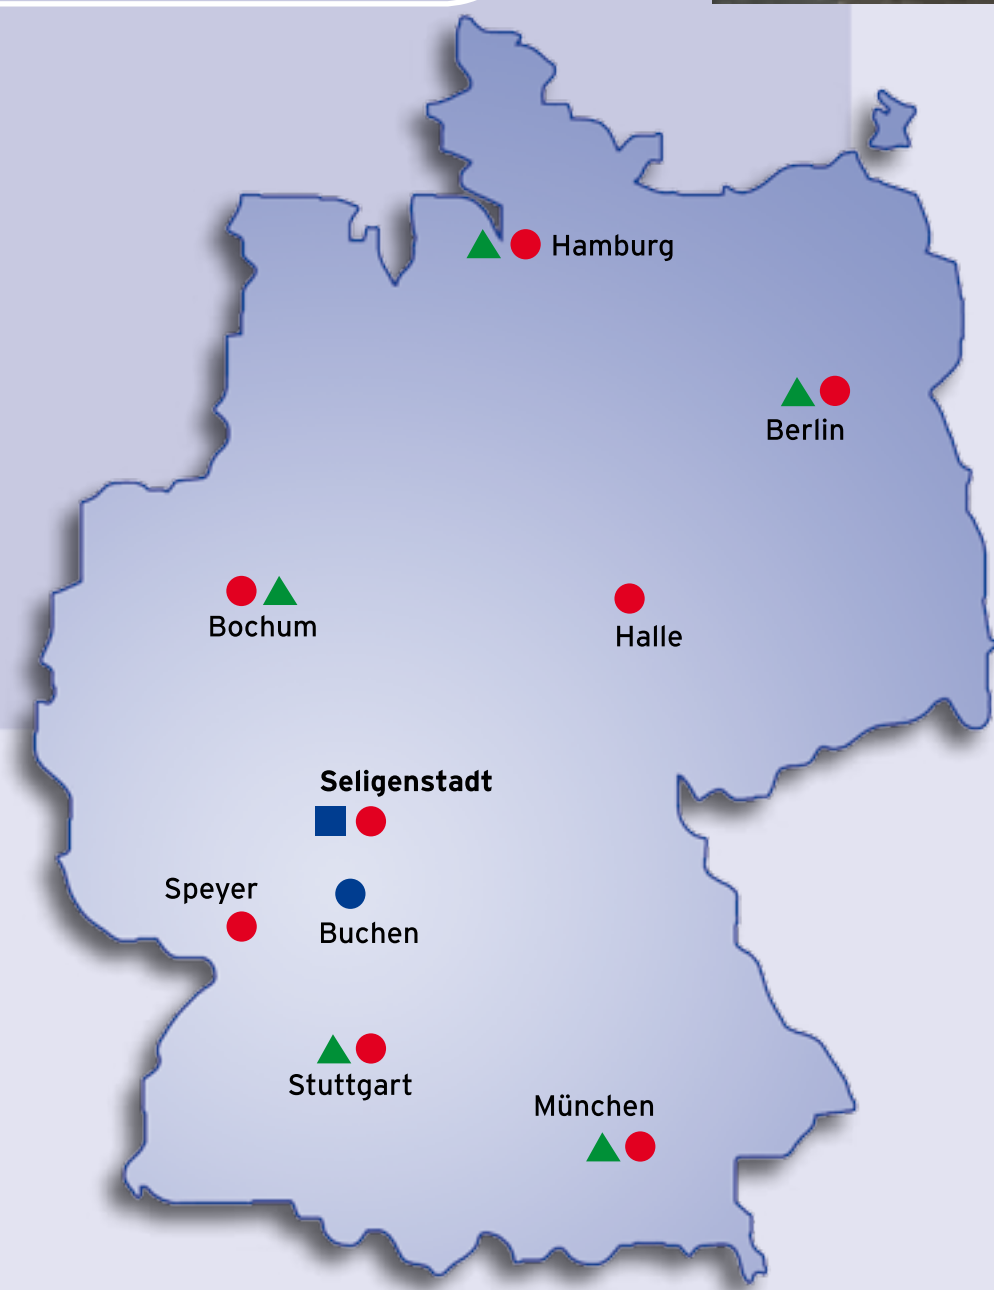 Hamburg
Berlin
Bochum
Halle
Seligenstadt
Speyer
Buchen
Stuttgart
München